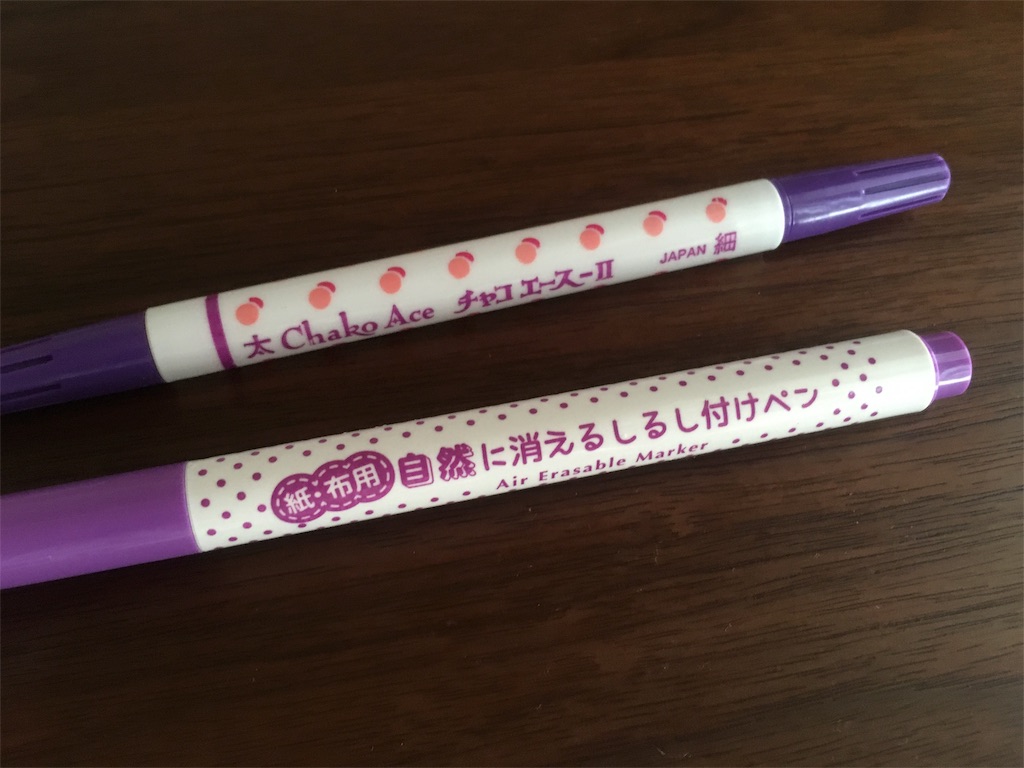 太 Chako Ace チャコエースーII JAPAN 細
紙・布用 自然に消えるしるし付けペン
Air Erasable Marker